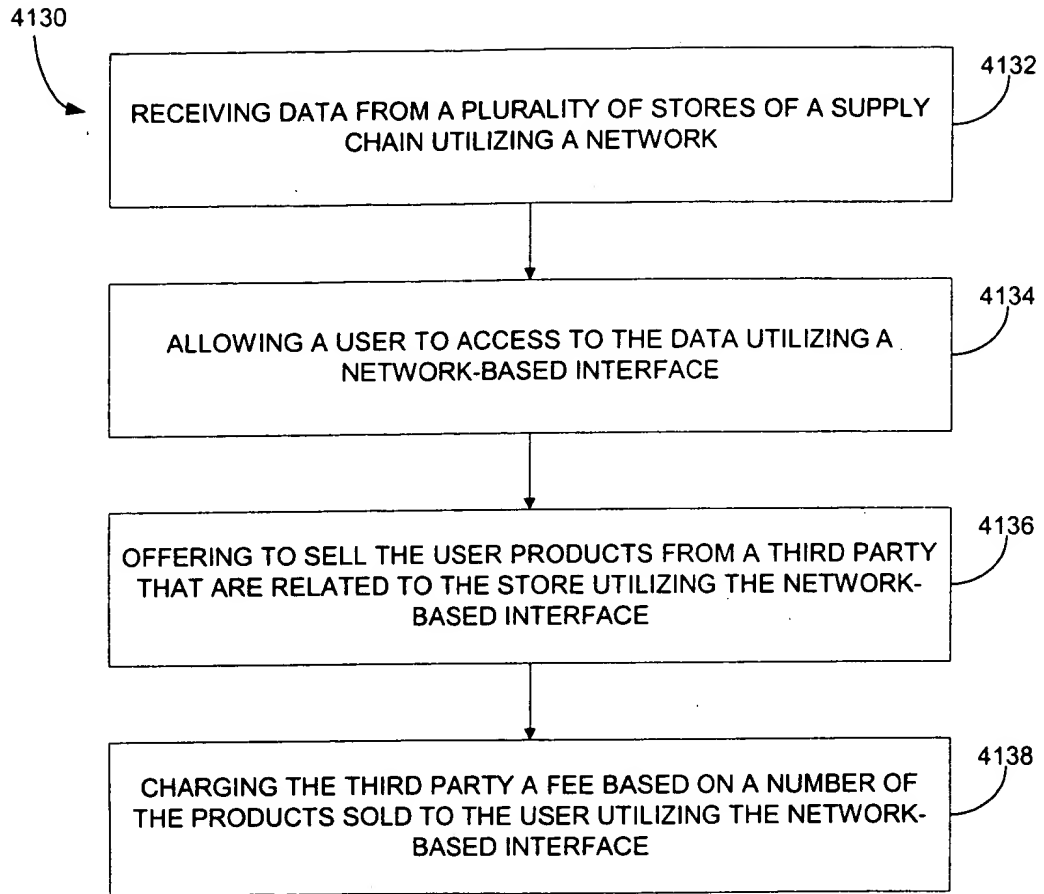 4130
4132
RECEIVING DATA FROM A PLURALITY OF STORES OF A SUPPLY
CHAIN UTILIZING A NETWORK
4134
ALLOWING A USER TO ACCESS TO THE DATA UTILIZING A
NETWORK-BASED INTERFACE
4136
OFFERING TO SELL THE USER PRODUCTS FROM A THIRD PARTY
THAT ARE RELATED TO THE STORE UTILIZING THE NETWORK-
BASED INTERFACE
4138
CHARGING THE THIRD PARTY A FEE BASED ON A NUMBER OF
THE PRODUCTS SOLD TO THE USER UTILIZING THE NETWORK-
BASED INTERFACE